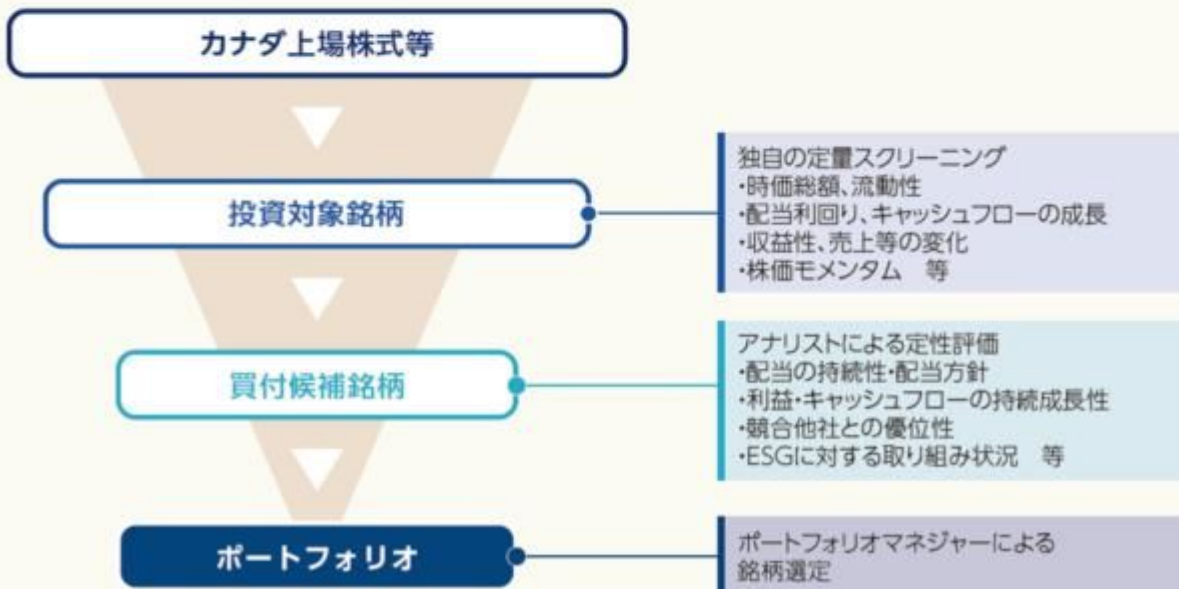 カナダ上場株式等
投資対象銘柄
独自の定量スクリーニング
・時価総額、流動性
・配当利回り、キャッシュフローの成長
・収益性、売上等の変化
・株価モメンタム　等
買付候補銘柄
アナリストによる定性評価
・配当の持続性・配当方針
・利益・キャッシュフローの持続成長性
・競合他社との優位性
・ESGに対する取り組み状況　等
ポートフォリオ
ポートフォリオマネジャーによる
銘柄選定